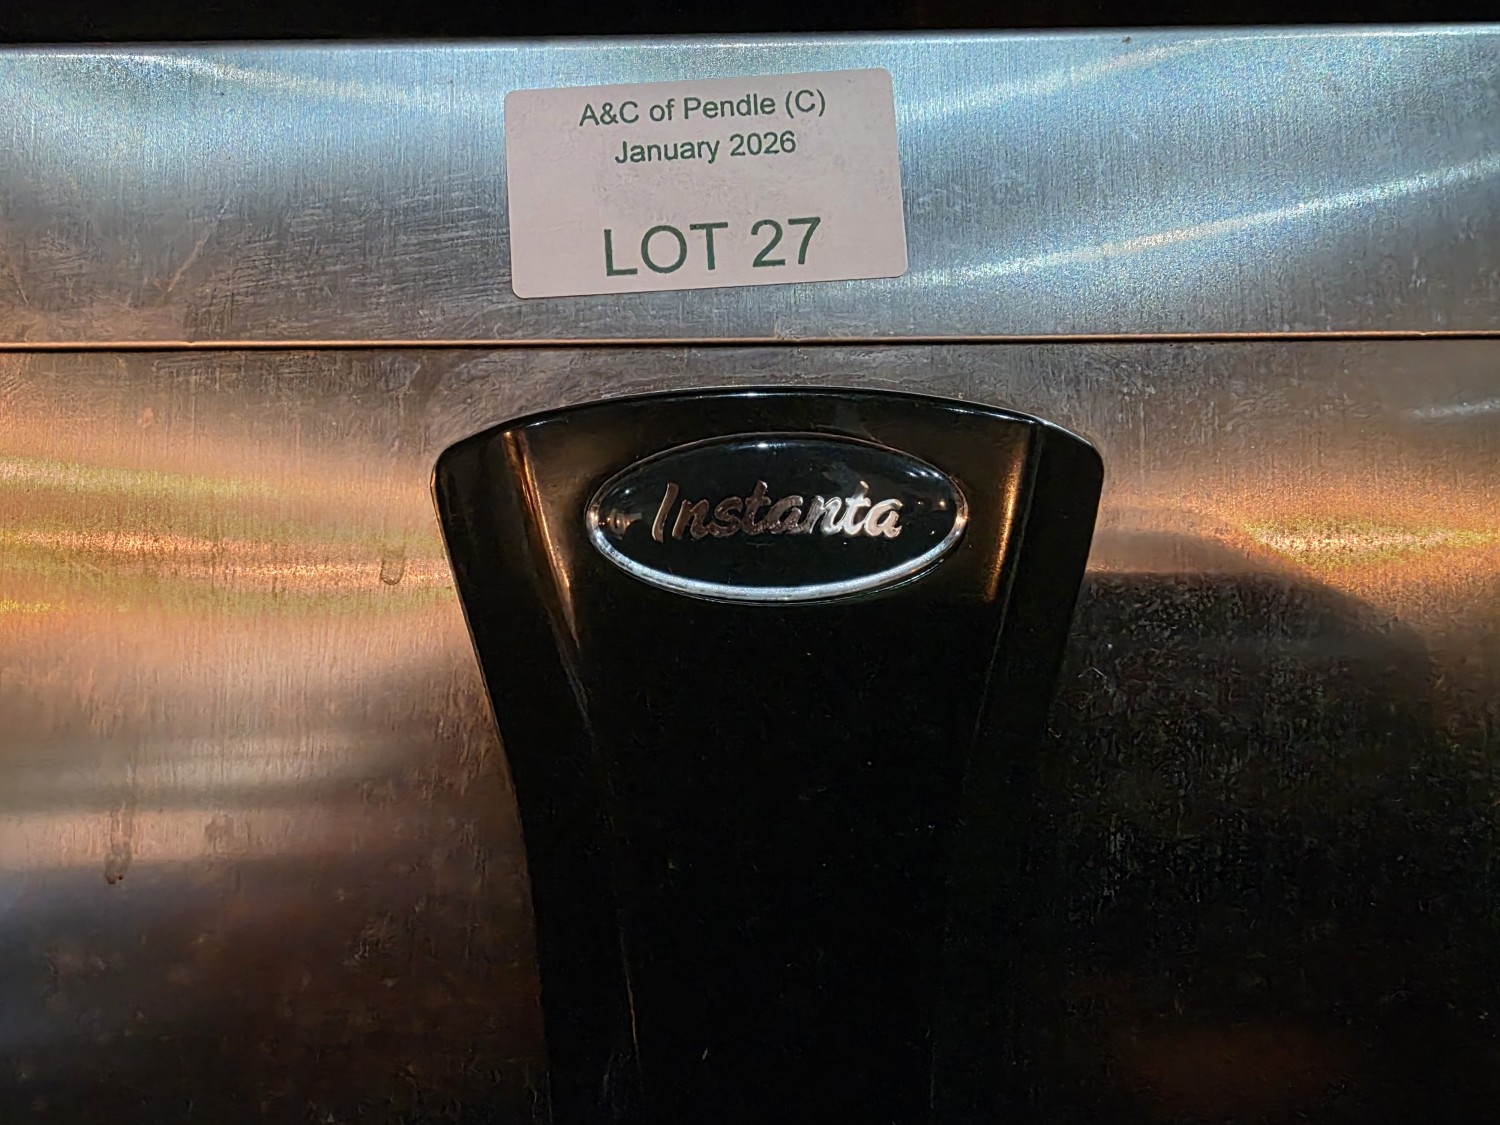 A&C of Pendle (C)
January 2026
LOT 27
Instanta